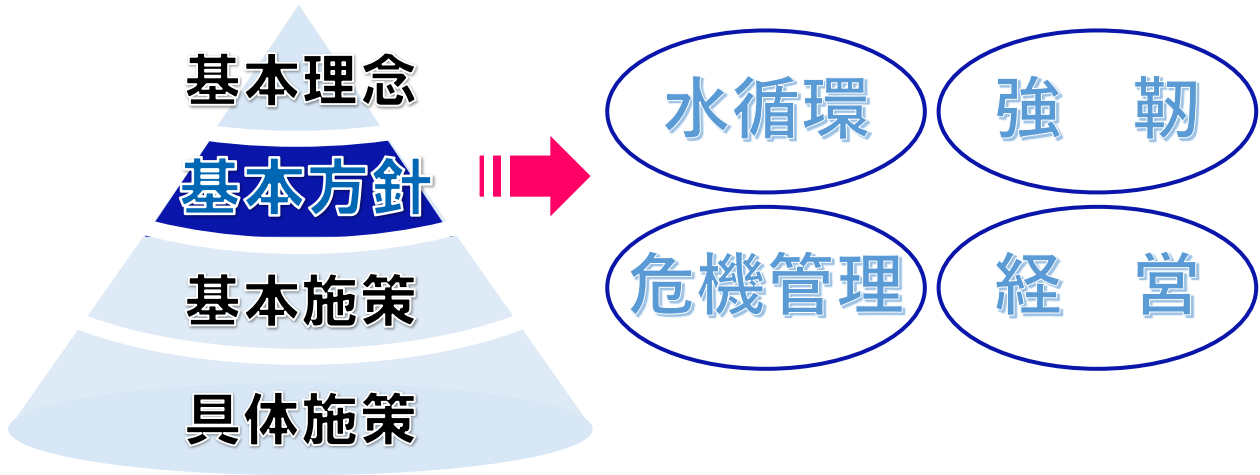 基本理念
基本方針
基本施策
具体施策
水循環
強　靭
危機管理
経　営